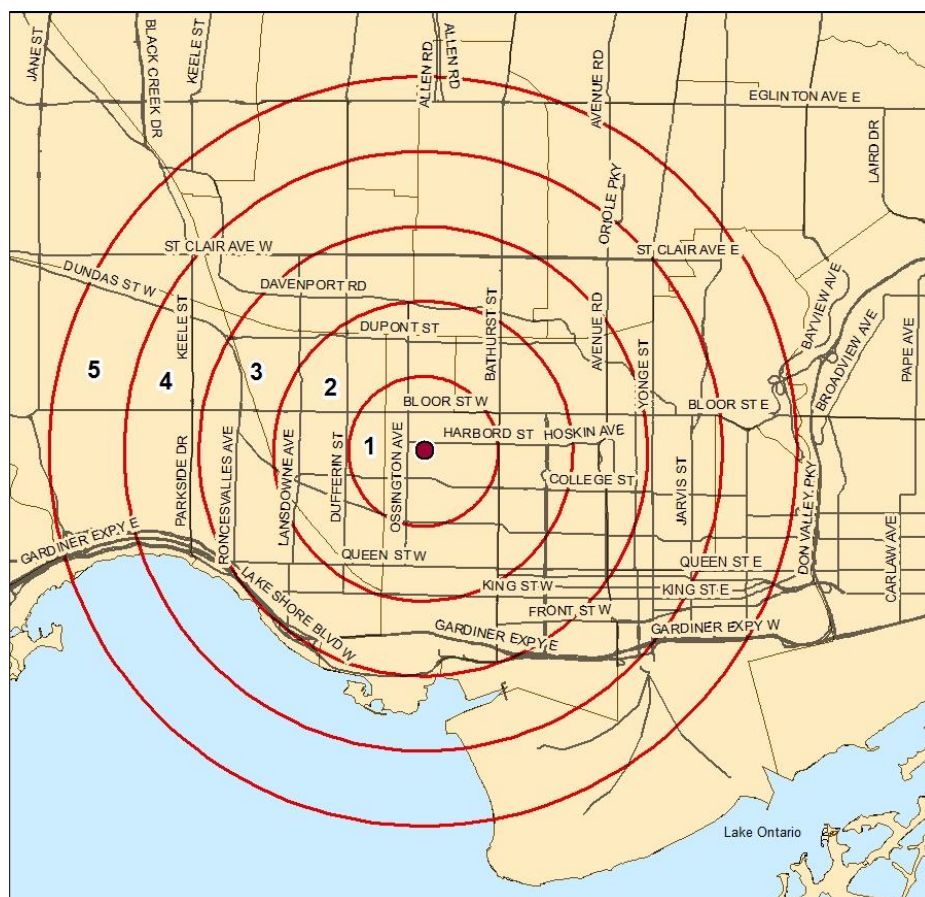 JANE ST
BLACK CREEK DR
KEELE ST
ALLEN RD
ALLEN RD
AVENUE RD
EGLINTON AVE E
LAIRD DR
ORIOLE PKY
ST CLAIR AVE W
ST CLAIR AVE E
DUNDAS ST W
DAVENPORT RD
BAYVIEW AVE
KEELE ST
DUPONT ST
BATHURST ST
AVENUE RD
YONGE ST
BROADVIEW AVE
PAPE AVE
5
4
3
2
BLOOR ST W
BLOOR ST E
1
HARBORD ST
HOSKIN AVE
PARKSIDE DR
RONCESVALLES AVE
LANSDOWNE AVE
DUFFERIN ST
OSSINGTON AVE
COLLEGE ST
JARVIS ST
DON VALLEY PKY
CARLAW AVE
GARDINER EXPY E
QUEEN ST W
QUEEN ST E
LAKE SHORE BLVD W
KING ST W
KING ST E
FRONT ST W
GARDINER EXPY E
GARDINER EXPY W
Lake Ontario